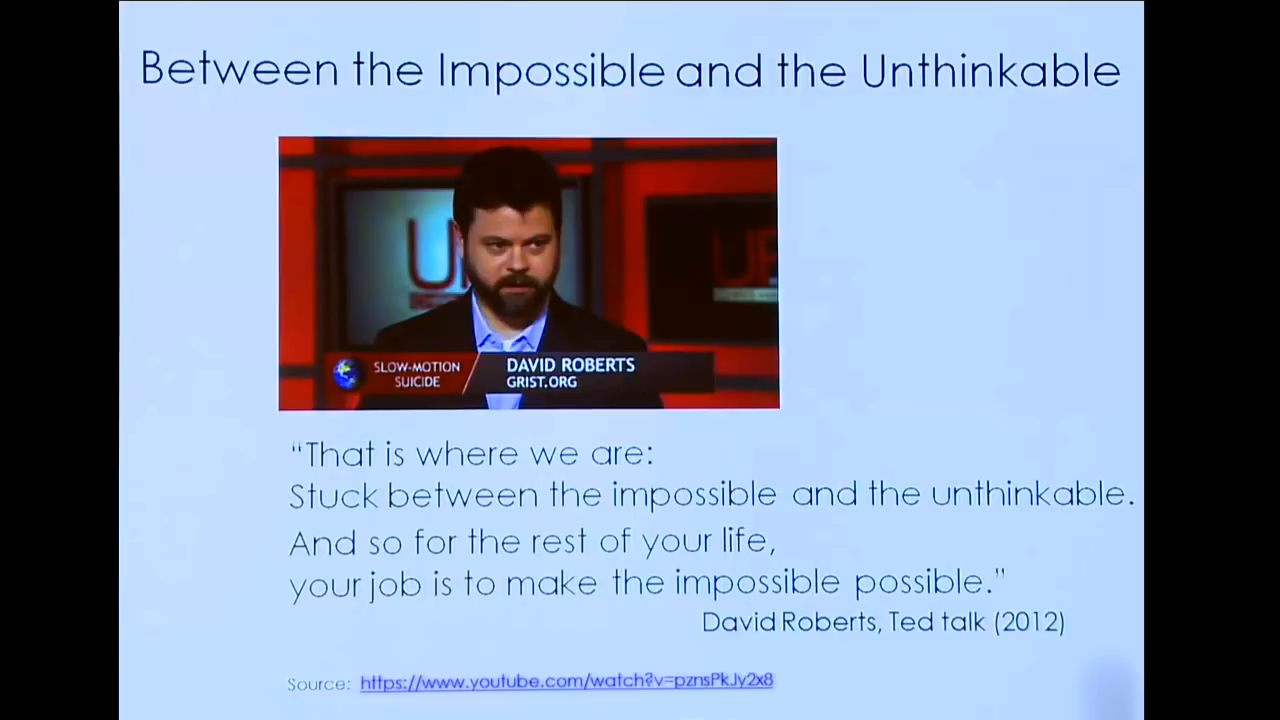 Between the Impossible and the Unthinkable
UP
SLOW-MOTION
SUICIDE
DAVID ROBERTS
GRIST.ORG
“That is where we are:
Stuck between the impossible and the unthinkable.
And so for the rest of your life,
your job is to make the impossible possible.”
David Roberts, Ted talk (2012)
Source: https://www.youtube.com/watch?v=pznsPkJy2x8